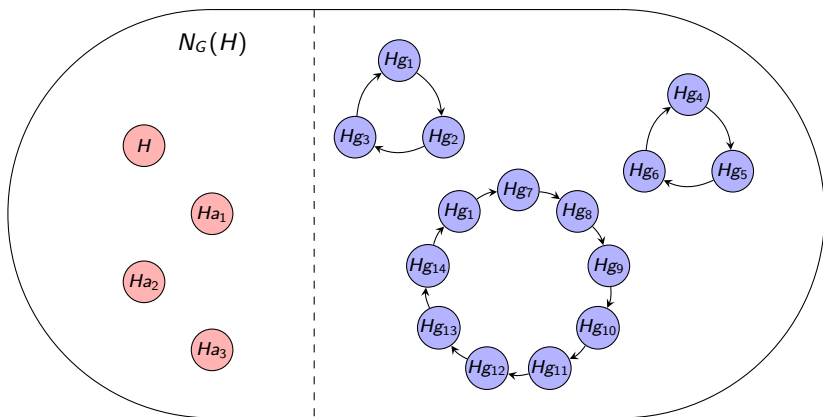 N_G(H)
H
Ha₁
Ha₂
Ha₃
Hg₁
Hg₂
Hg₃
Hg₄
Hg₅
Hg₆
Hg₇
Hg₈
Hg₉
Hg₁₀
Hg₁₁
Hg₁₂
Hg₁₃
Hg₁₄
Hg₁